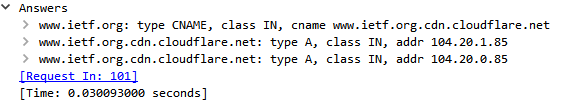 Answers
www.ietf.org: type CNAME, class IN, cname www.ietf.org.cdn.cloudflare.net
www.ietf.org.cdn.cloudflare.net: type A, class IN, addr 104.20.1.85
www.ietf.org.cdn.cloudflare.net: type A, class IN, addr 104.20.0.85
[Request In: 101]
[Time: 0.030093000 seconds]